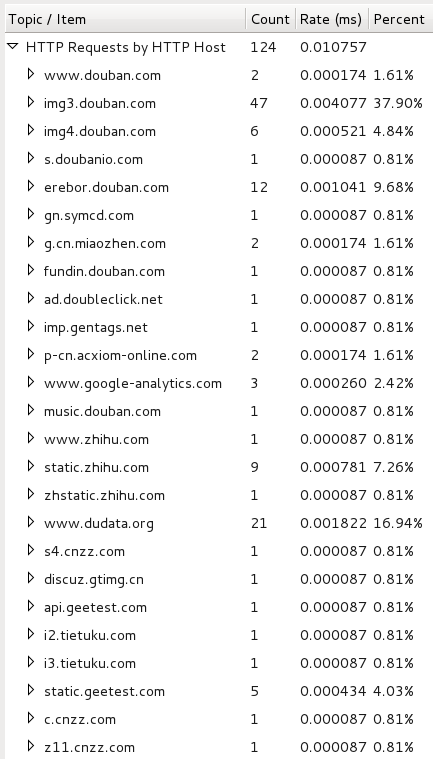 Topic / Item Count Rate (ms) Percent
HTTP Requests by HTTP Host 124 0.010757
www.douban.com 2 0.000174 1.61%
img3.douban.com 47 0.004077 37.90%
img4.douban.com 6 0.000521 4.84%
s.doubanio.com 1 0.000087 0.81%
erebor.douban.com 12 0.001041 9.68%
gn.symcd.com 1 0.000087 0.81%
g.cn.miaozhen.com 2 0.000174 1.61%
fundin.douban.com 1 0.000087 0.81%
ad.doubleclick.net 1 0.000087 0.81%
imp.gentags.net 1 0.000087 0.81%
p-cn.acxiom-online.com 2 0.000174 1.61%
www.google-analytics.com 3 0.000260 2.42%
music.douban.com 1 0.000087 0.81%
www.zhihu.com 1 0.000087 0.81%
static.zhihu.com 9 0.000781 7.26%
zhstatic.zhihu.com 1 0.000087 0.81%
www.dudata.org 21 0.001822 16.94%
s4.cnzz.com 1 0.000087 0.81%
discuz.gtimg.cn 1 0.000087 0.81%
api.geetest.com 1 0.000087 0.81%
i2.tietuku.com 1 0.000087 0.81%
i3.tietuku.com 1 0.000087 0.81%
static.geetest.com 5 0.000434 4.03%
c.cnzz.com 1 0.000087 0.81%
z11.cnzz.com 1 0.000087 0.81%